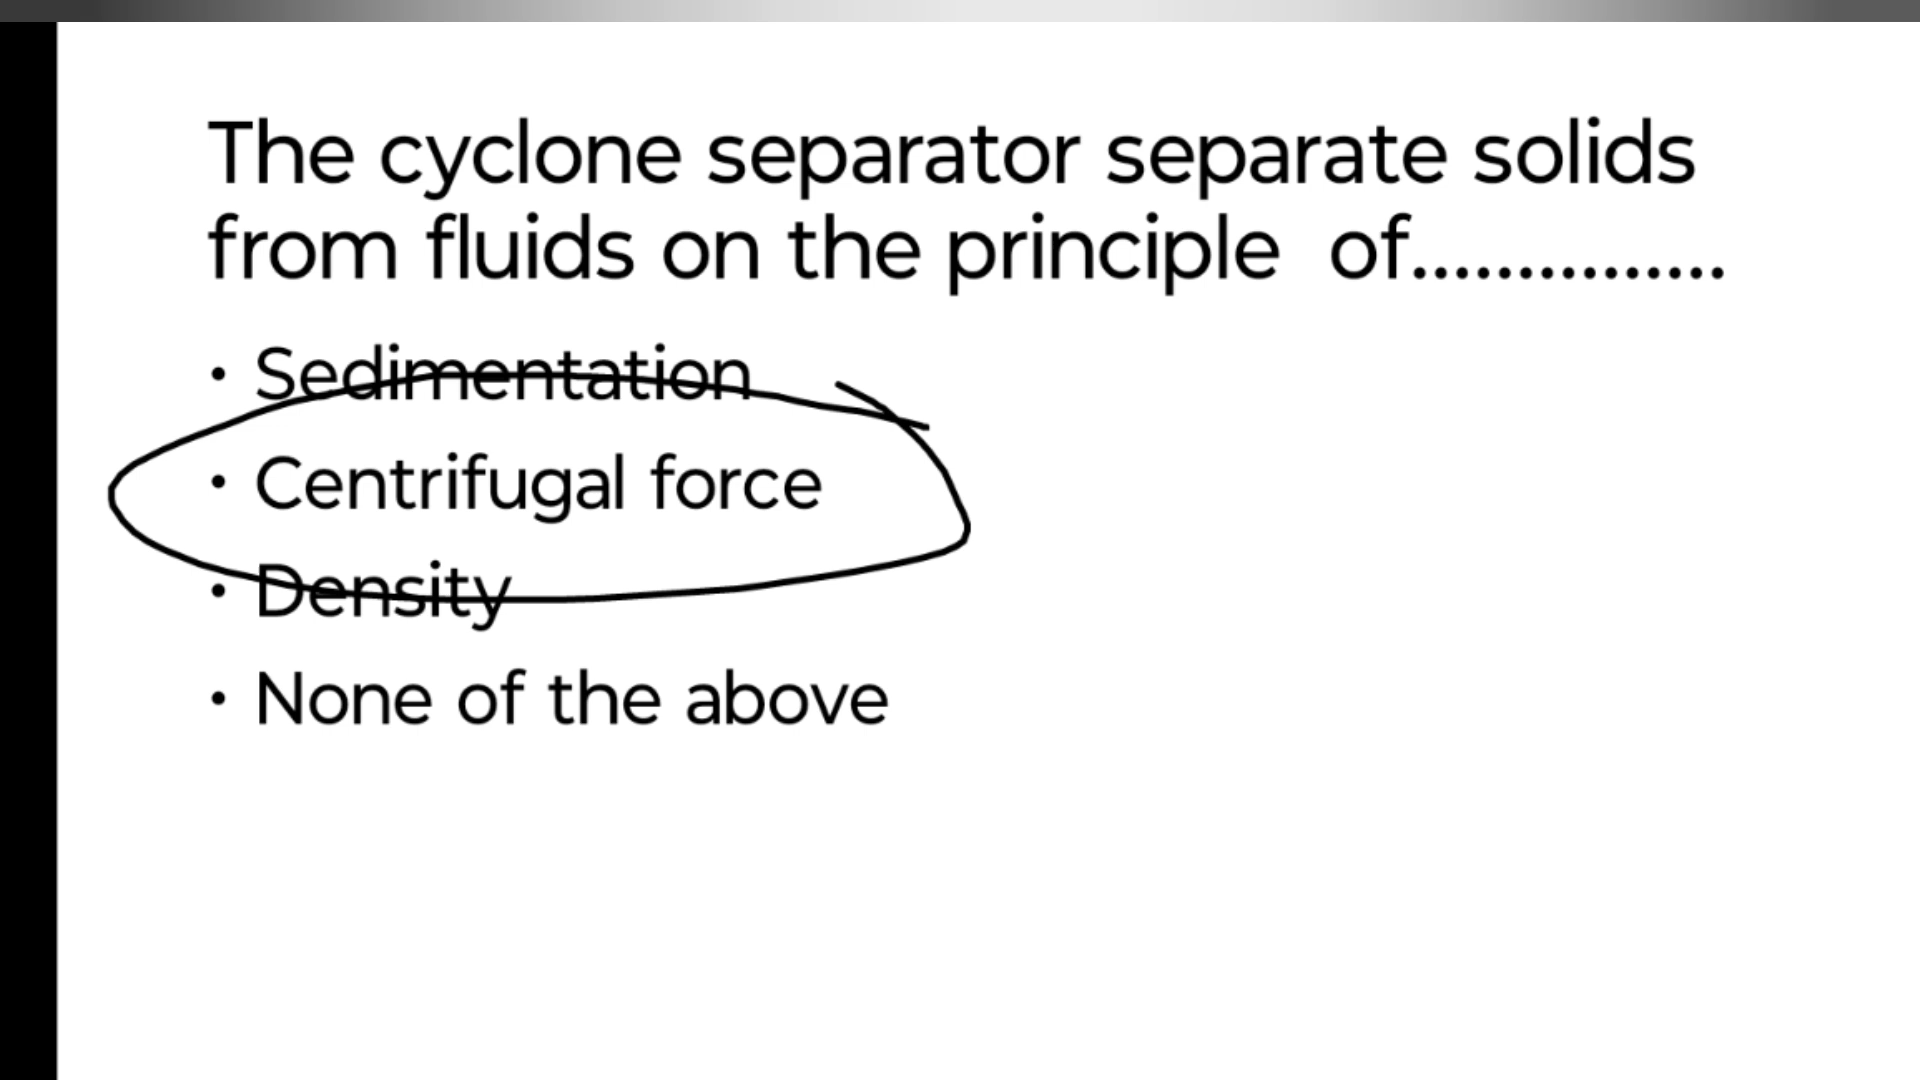 The cyclone separator separate solids
from fluids on the principle  of...............
• Sedimentation
• Centrifugal force
• Density
• None of the above